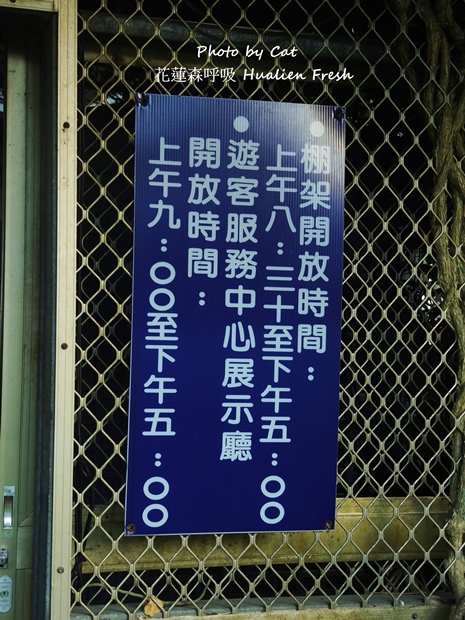 Photo by Cat
花蓮森呼吸 Hualien Fresh
●棚架開放時間：
上午八：三十至下午五：〇〇
●遊客服務中心展示廳
開放時間：
上午九：〇〇至下午五：〇〇